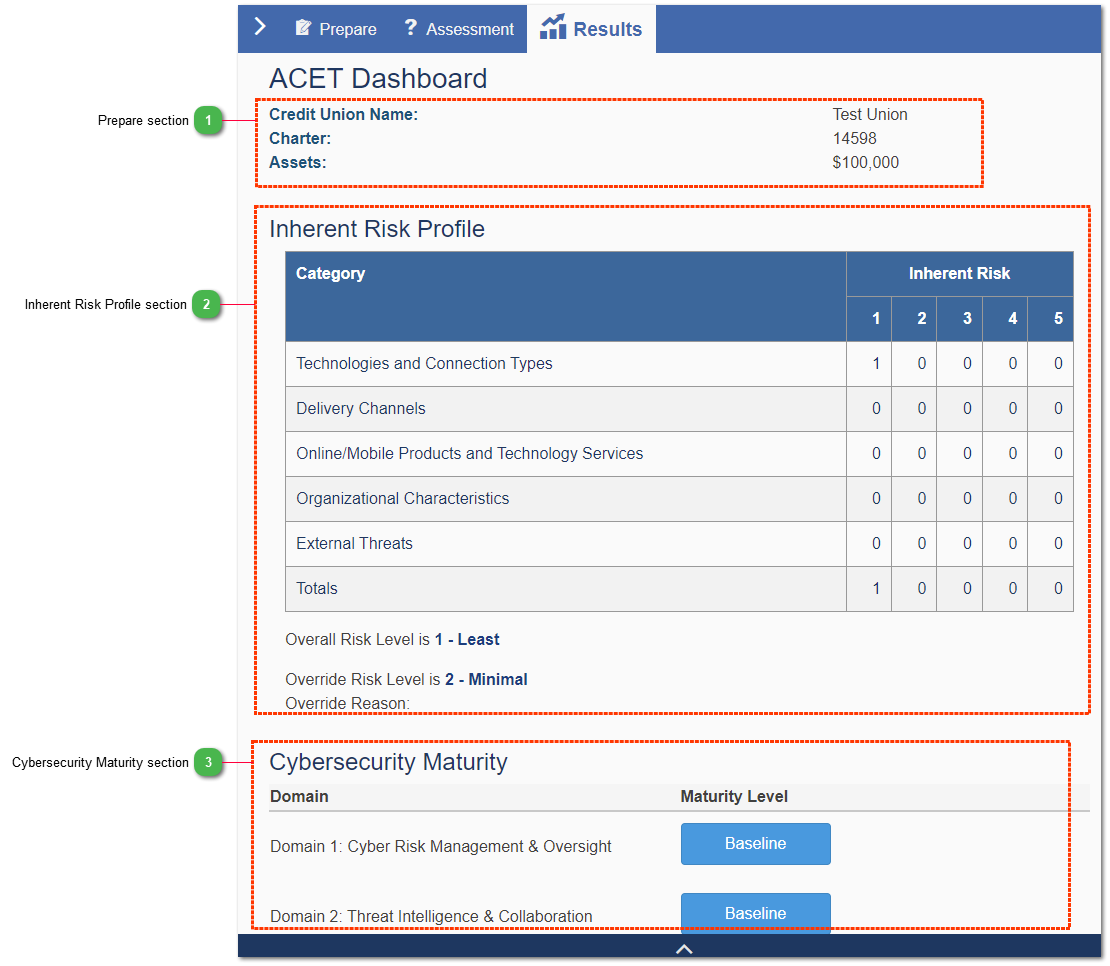 Prepare
? Assessment
Results
ACET Dashboard
Prepare section 1
Credit Union Name: Test Union
Charter: 14598
Assets: $100,000
Inherent Risk Profile section 2
Inherent Risk Profile
Category Inherent Risk
1 2 3 4 5
Technologies and Connection Types 1 0 0 0 0
Delivery Channels 0 0 0 0 0
Online/Mobile Products and Technology Services 0 0 0 0 0
Organizational Characteristics 0 0 0 0 0
External Threats 0 0 0 0 0
Totals 1 0 0 0 0
Overall Risk Level is 1 - Least
Override Risk Level is 2 - Minimal
Override Reason:
Cybersecurity Maturity section 3
Cybersecurity Maturity
Domain Maturity Level
Domain 1: Cyber Risk Management & Oversight Baseline
Domain 2: Threat Intelligence & Collaboration Baseline